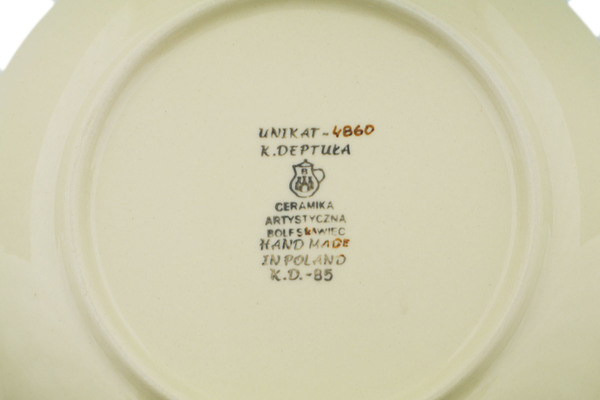 UNIKAT-4860
K.DEPTUŁA
CERAMIKA
ARTYSTYCZNA
BOLESŁAWIEC
HAND MADE
IN POLAND
K.D.-85